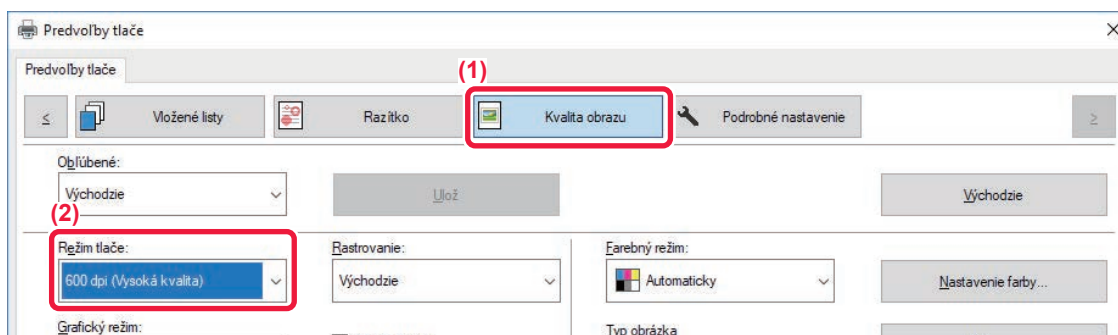 Predvoľby tlače
Predvoľby tlače
(1)
< Vložené listy Razítko Kvalita obrazu Podrobné nastavenie >
Obľúbené:
Východzie Ulož Východzie
(2)
Režim tlače: Rastrovanie: Farebný režim:
600 dpi (Vysoká kvalita) Východzie Automaticky Nastavenie farby...
Grafický režim: Typ obrázka